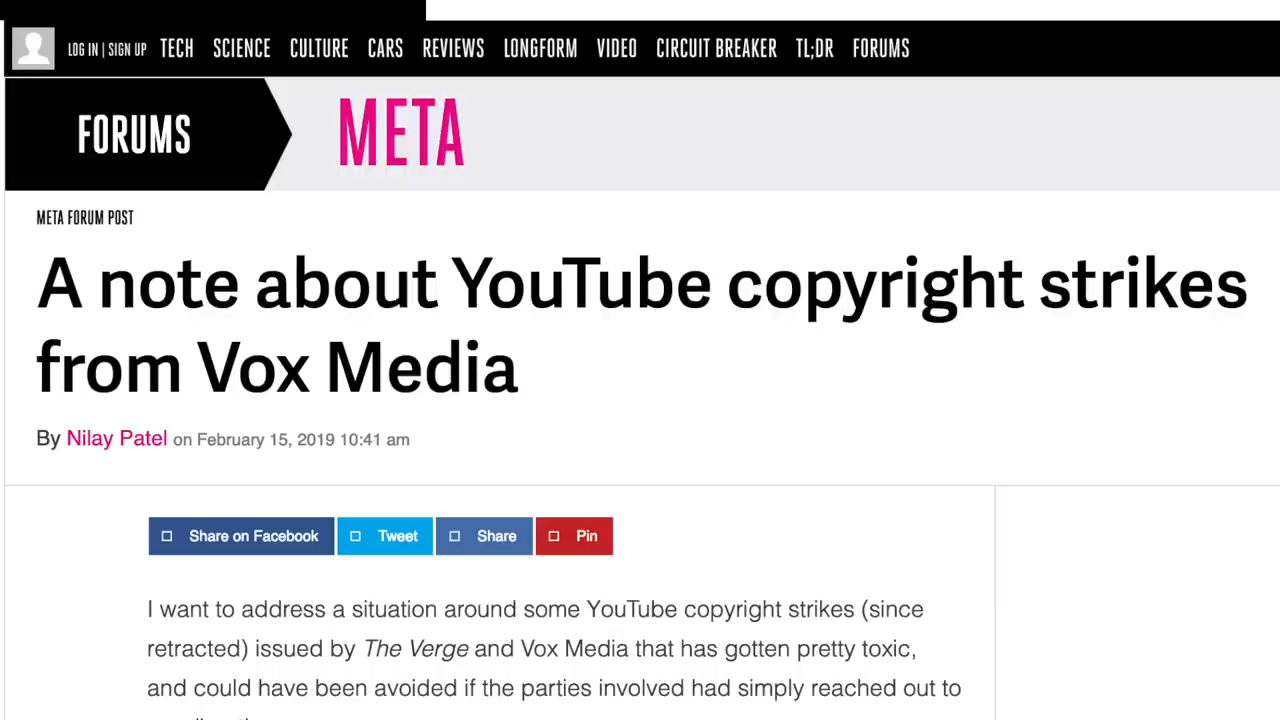 LOG IN | SIGN UP TECH SCIENCE CULTURE CARS REVIEWS LONGFORM VIDEO CIRCUIT BREAKER TL;DR FORUMS
FORUMS META
META FORUM POST
A note about YouTube copyright strikes
from Vox Media
By Nilay Patel on February 15, 2019 10:41 am
Share on Facebook Tweet Share Pin
I want to address a situation around some YouTube copyright strikes (since
retracted) issued by The Verge and Vox Media that has gotten pretty toxic,
and could have been avoided if the parties involved had simply reached out to